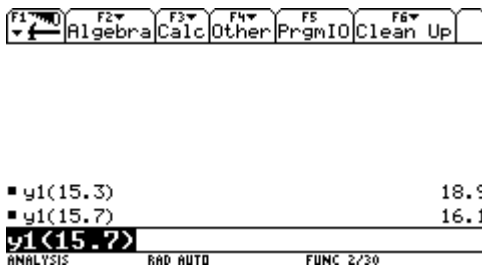 F1 F2 Algebra F3 Calc F4 Other F5 PrgmIO F6 Clean Up
y1(15.3) 18.9
y1(15.7) 16.1
y1(15.7)
ANALYSIS RAD AUTO FUNC 2/30